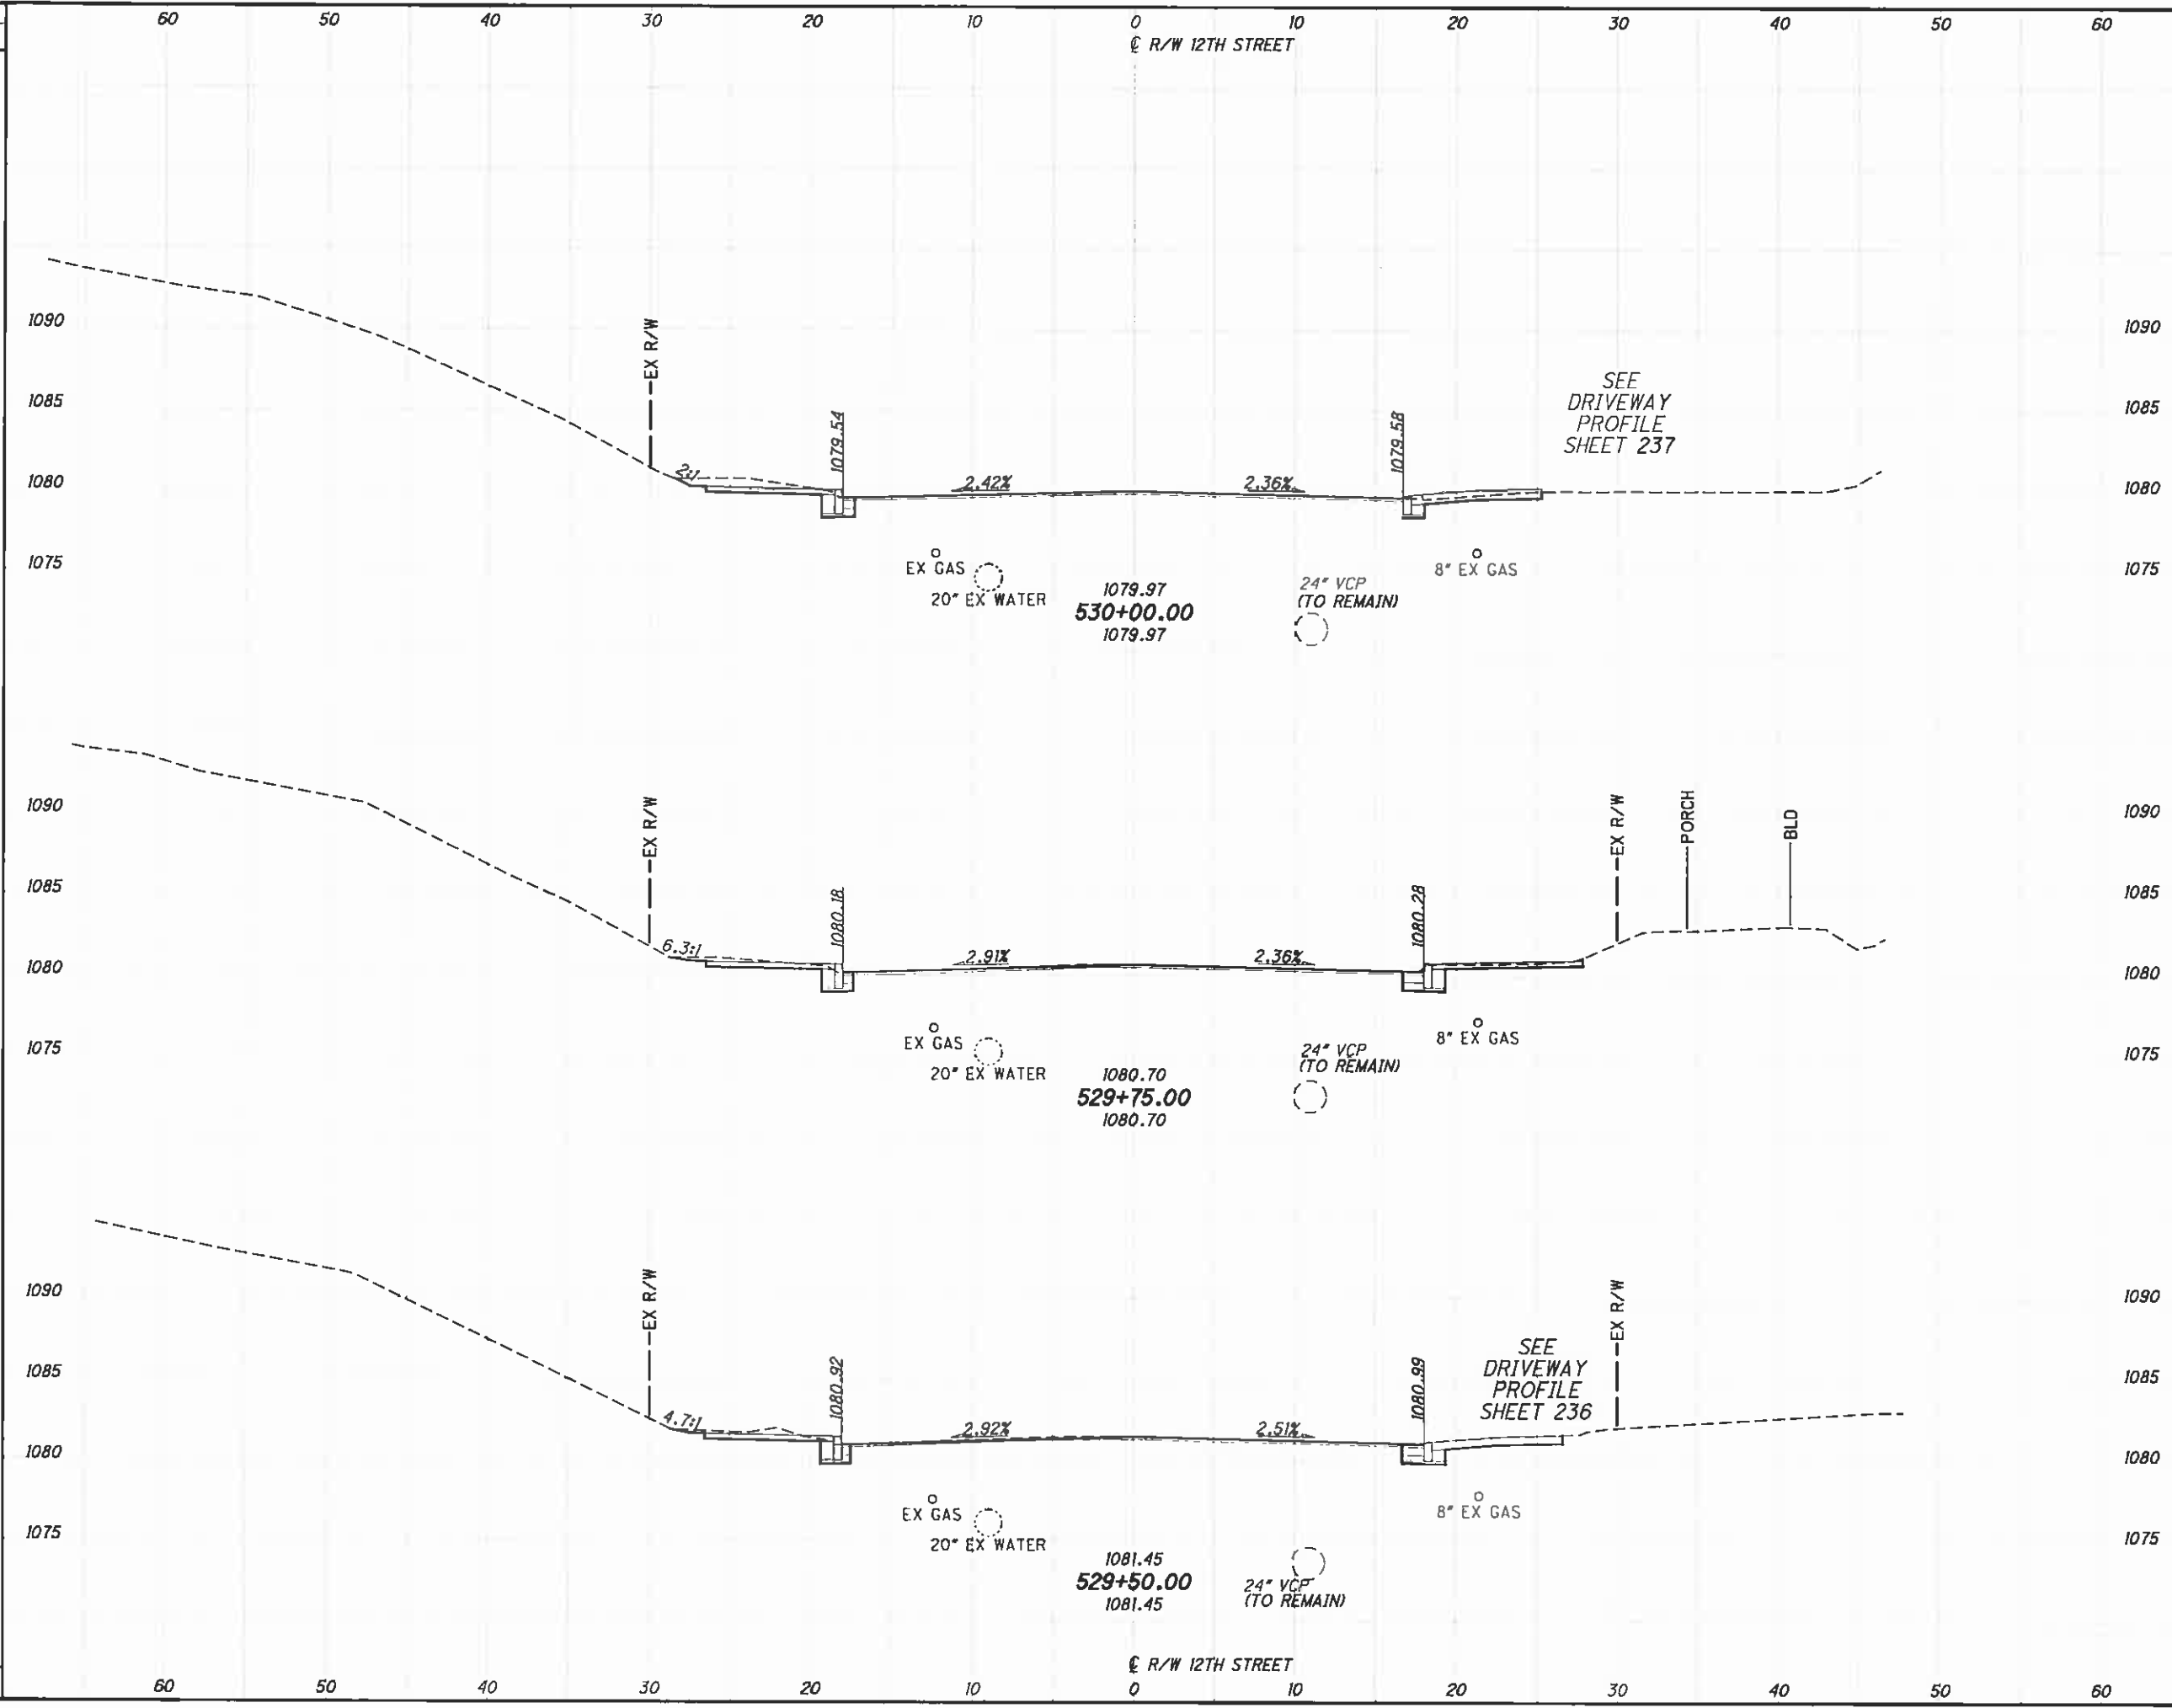 60 50 40 30 20 10 0 10 20 30 40 50 60
℄ R/W 12TH STREET
1090 1090
EX R/W
1085 1085
SEE
DRIVEWAY
PROFILE
SHEET 237
1079.54 1079.58
1080 2:1 2.42% 2.36% 1080
1075 1075
EX GAS 8" EX GAS
20" EX WATER
24" VCP
(TO REMAIN)
1079.97
530+00.00
1079.97
1090 1090
EX R/W EX R/W PORCH BLD
1085 1085
1080.18 1080.28
1080 6.3:1 2.91% 2.36% 1080
1075 1075
EX GAS 8" EX GAS
20" EX WATER
24" VCP
(TO REMAIN)
1080.70
529+75.00
1080.70
1090 1090
EX R/W EX R/W
1085 1085
SEE
DRIVEWAY
PROFILE
SHEET 236
1080.92 1080.99
1080 4.7:1 2.92% 2.51% 1080
1075 1075
EX GAS 8" EX GAS
20" EX WATER
1081.45
529+50.00
1081.45
24" VCP
(TO REMAIN)
℄ R/W 12TH STREET
60 50 40 30 20 10 0 10 20 30 40 50 60